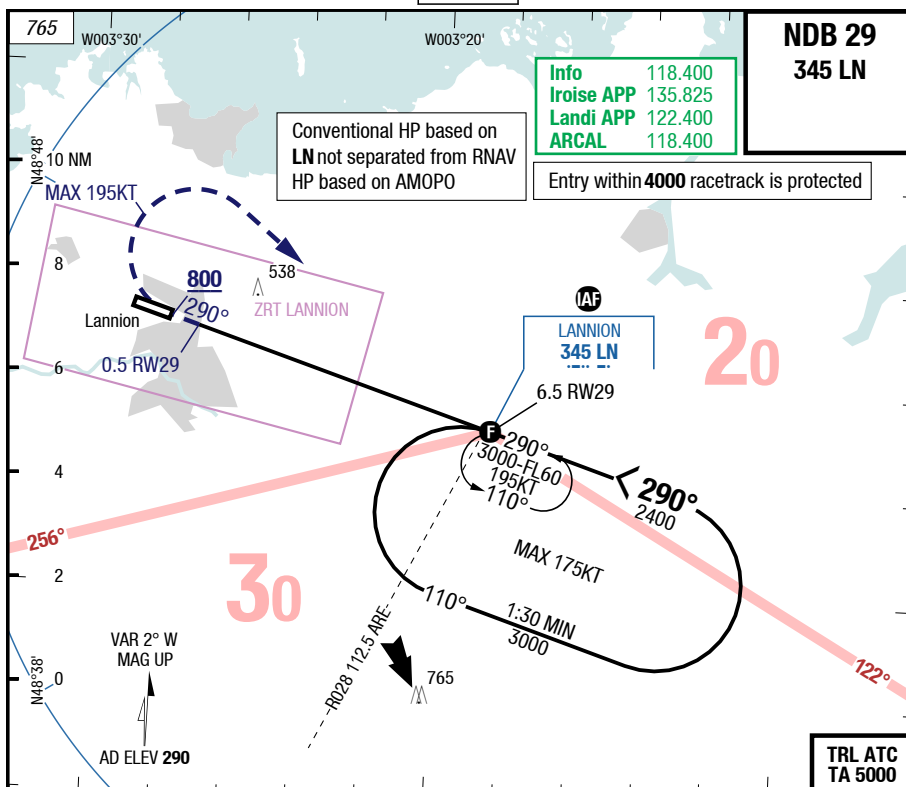 765
W003°30'
W003°20'
NDB 29
345 LN
Info 118.400
Iroise APP 135.825
Landi APP 122.400
ARCAL 118.400
Conventional HP based on
LN not separated from RNAV
HP based on AMOPO
Entry within 4000 racetrack is protected
N48°48'
10 NM
MAX 195KT
8
538
800
290°
ZRT LANNION
Lannion
IAF
LANNION
345 LN
20
0.5 RW29
6
6.5 RW29
F
290°
3000-FL60
195KT
110°
290°
2400
4
256°
MAX 175KT
30
2
110°
1:30 MIN
3000
R028 112.5 ARE
VAR 2° W
MAG UP
N48°38'
0
765
122°
AD ELEV 290
TRL ATC
TA 5000